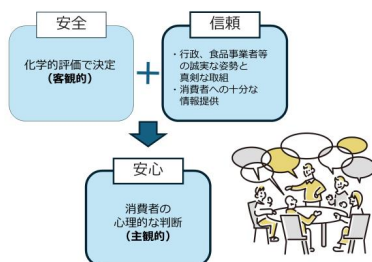 安全
化学的評価で決定
(客観的)
+
信頼
・行政、食品事業者等
の誠実な姿勢と
真剣な取組
・消費者への十分な
情報提供
安心
消費者の
心理的な判断
(主観的)